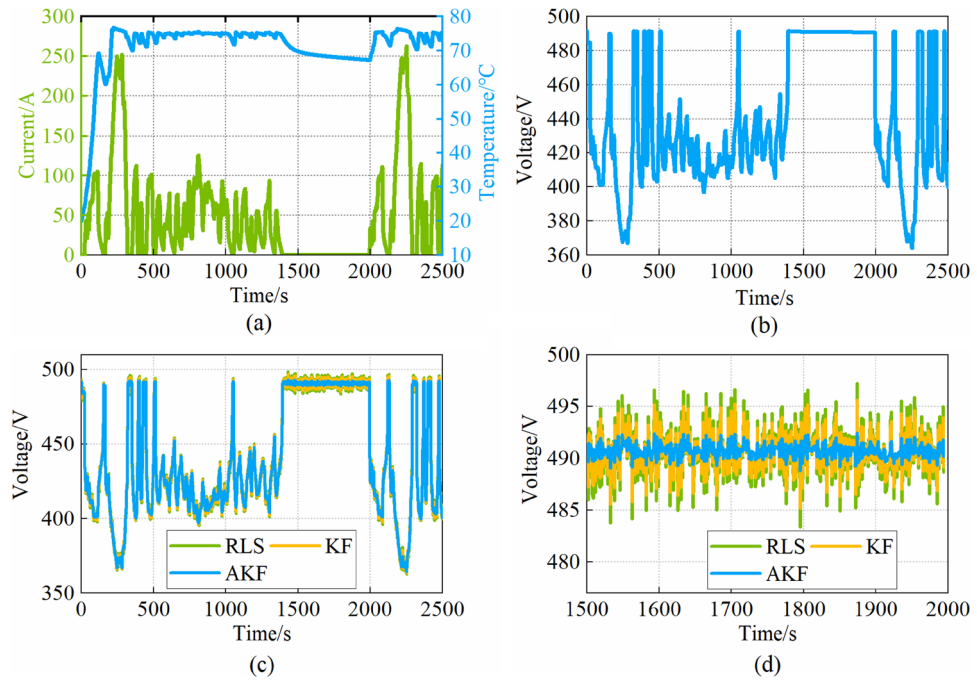 300
250
200
150
100
50
0
Current/A
80
70
60
50
40
30
20
10
Temperature/°C
0 500 1000 1500 2000 2500
Time/s
(a)
500
480
460
440
420
400
380
360
Voltage/V
0 500 1000 1500 2000 2500
Time/s
(b)
500
450
400
350
Voltage/V
RLS KF
AKF
0 500 1000 1500 2000 2500
Time/s
(c)
500
495
490
485
480
Voltage/V
RLS KF
AKF
1500 1600 1700 1800 1900 2000
Time/s
(d)